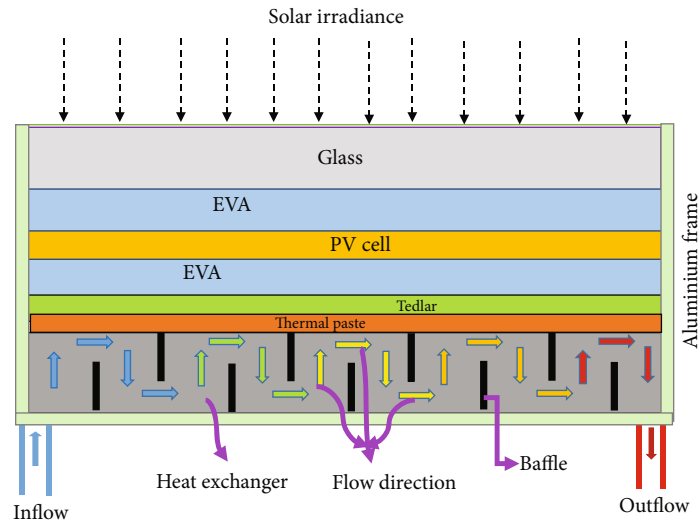 Solar irradiance
Glass
EVA
PV cell
EVA
Tedlar
Thermal paste
Aluminium frame
Heat exchanger
Flow direction
Baffle
Inflow
Outflow